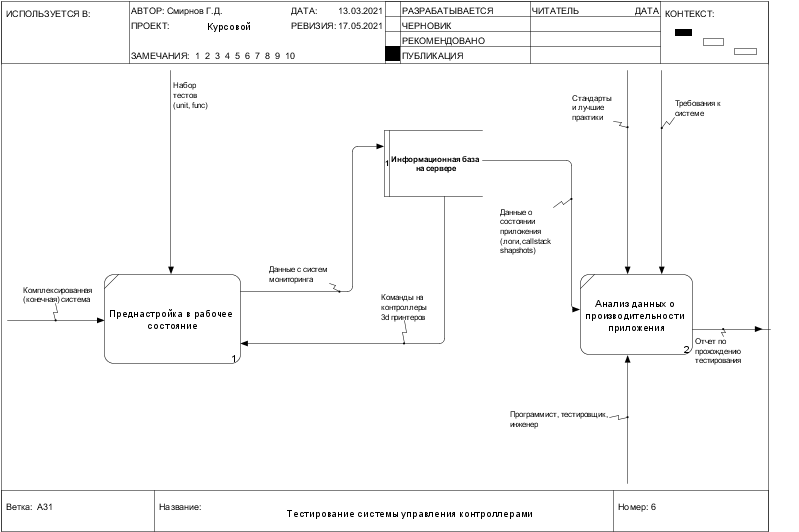 ИСПОЛЬЗУЕТСЯ В:
АВТОР: Смирнов Г.Д.
ДАТА: 13.03.2021
ПРОЕКТ: Курсовой
РЕВИЗИЯ: 17.05.2021
ЗАМЕЧАНИЯ: 1 2 3 4 5 6 7 8 9 10
РАЗРАБАТЫВАЕТСЯ
ЧЕРНОВИК
РЕКОМЕНДОВАНО
ПУБЛИКАЦИЯ
ЧИТАТЕЛЬ ДАТА
КОНТЕКСТ:
Набор
тестов
(unit, func)
Стандарты
и лучшие
практики
Требования к
системе
1
Информационная база
на сервере
Данные о
состоянии
приложения
(логи, callstack
shapshots)
Данные с систем
мониторинга
Комплексированная
(конечная) система
Преднастройка в рабочее
состояние
1
Команды на
контроллеры
3d принтеров
Анализ данных о
производительности
приложения
2
Отчет по
прохождению
тестирования
Программист, тестировщик,
инженер
Ветка: A31
Название:
Тестирование системы управления контроллерами
Номер: 6